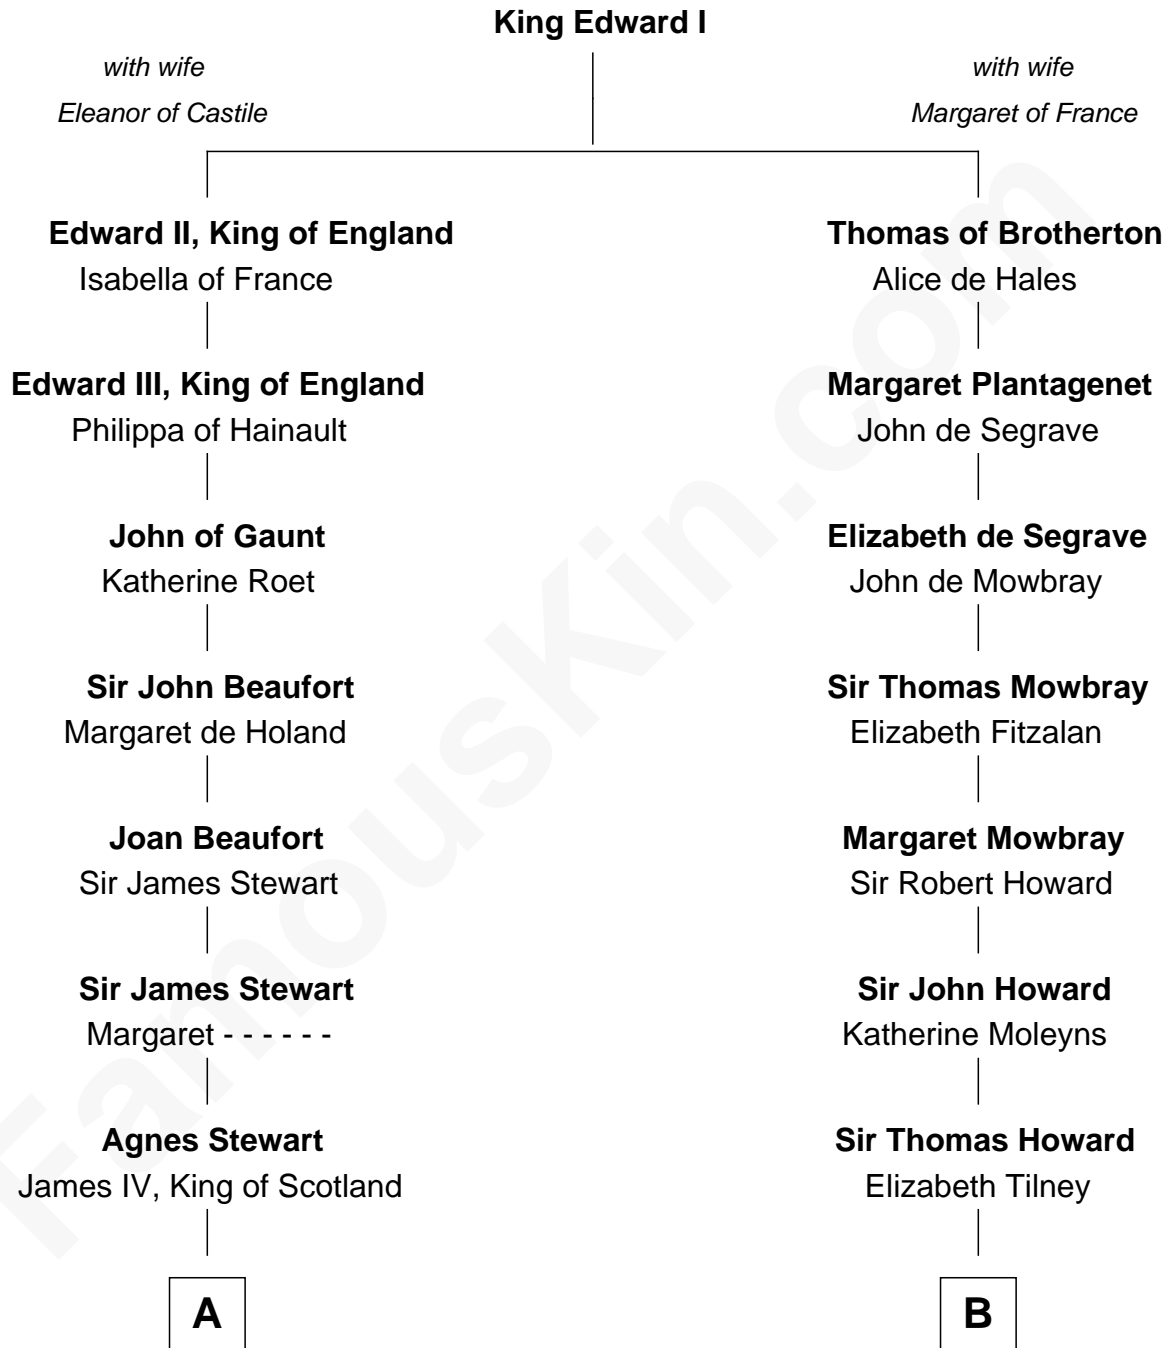 King Edward I
with wife
Eleanor of Castile
with wife
Margaret of France
Edward II, King of England
Isabella of France
Thomas of Brotherton
Alice de Hales
Edward III, King of England
Philippa of Hainault
Margaret Plantagenet
John de Segrave
John of Gaunt
Katherine Roet
Elizabeth de Segrave
John de Mowbray
Sir John Beaufort
Margaret de Holand
Sir Thomas Mowbray
Elizabeth Fitzalan
Joan Beaufort
Sir James Stewart
Margaret Mowbray
Sir Robert Howard
Sir James Stewart
Margaret - - - - - -
Sir John Howard
Katherine Moleyns
Agnes Stewart
James IV, King of Scotland
Sir Thomas Howard
Elizabeth Tilney
A
B
FamousKin.com